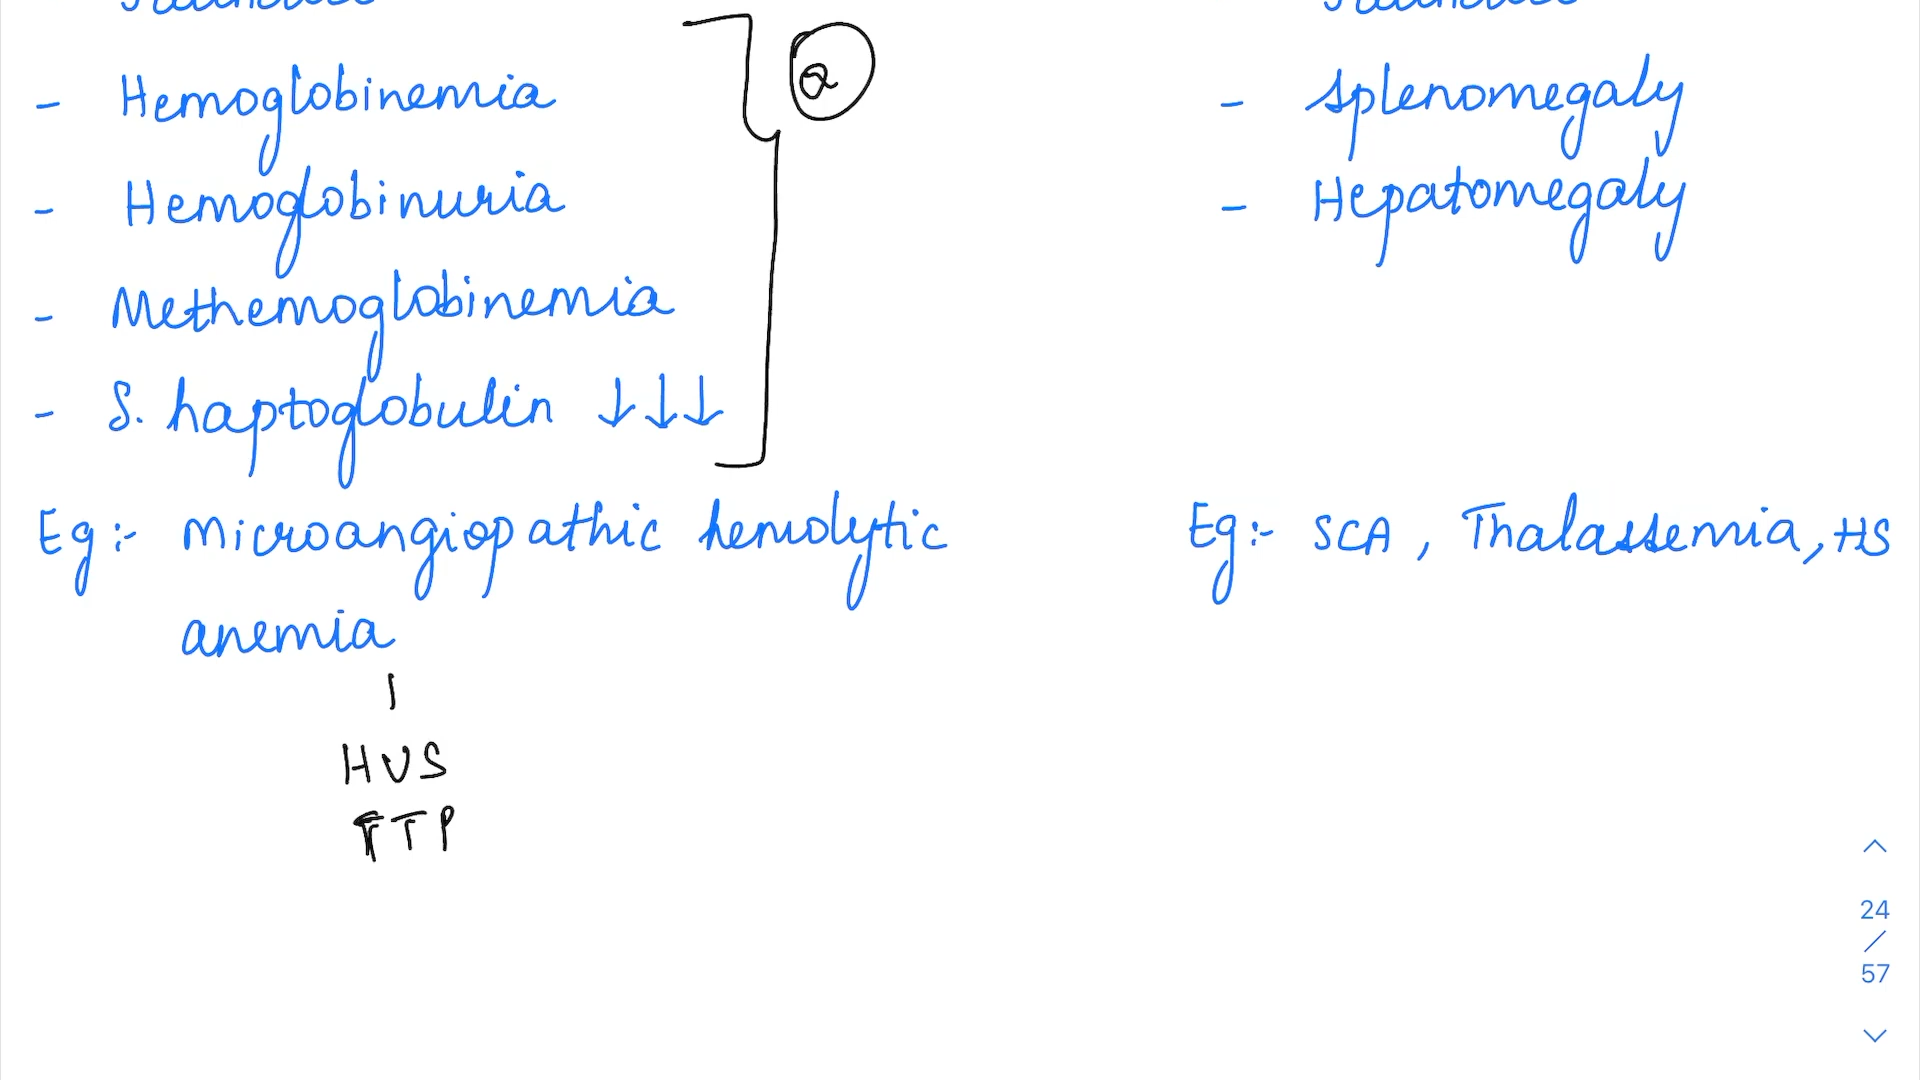 - Hemoglobinemia
- Hemoglobinuria
- Methemoglobinemia
- S. haptoglobulin ↓↓↓
Eg:- Microangiopathic hemolytic
anemia
HUS
TTP
- Splenomegaly
- Hepatomegaly
Eg:- SCA, Thalassemia, HS
24
/
57